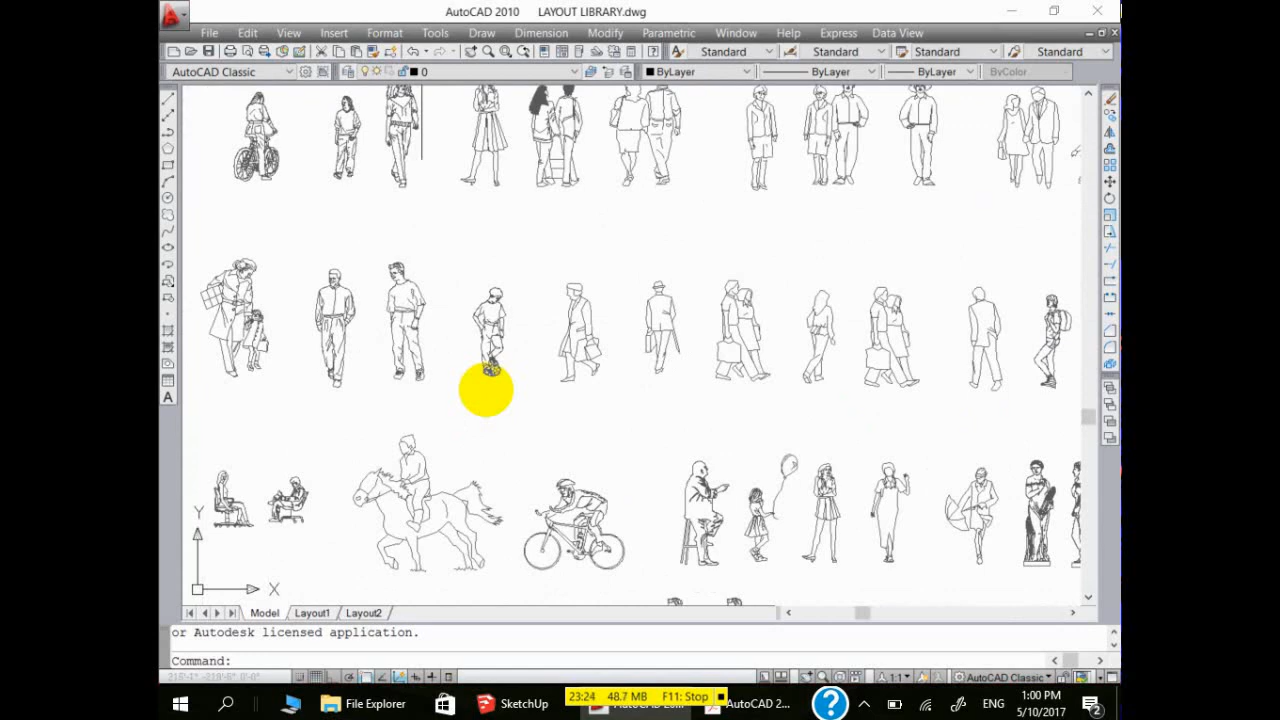 AutoCAD 2010 LAYOUT LIBRARY.dwg
File Edit View Insert Format Tools Draw Dimension Modify Parametric Window Help Express Data View
Standard Standard Standard Standard
AutoCAD Classic 0 ByLayer ByLayer ByLayer ByColor
A
Y
X
Model Layout1 Layout2
or Autodesk licensed application.
Command:
1:1 AutoCAD Classic
File Explorer SketchUp 23:24 48.7 MB F11: Stop AutoCAD 2... ENG 1:00 PM
5/10/2017 2